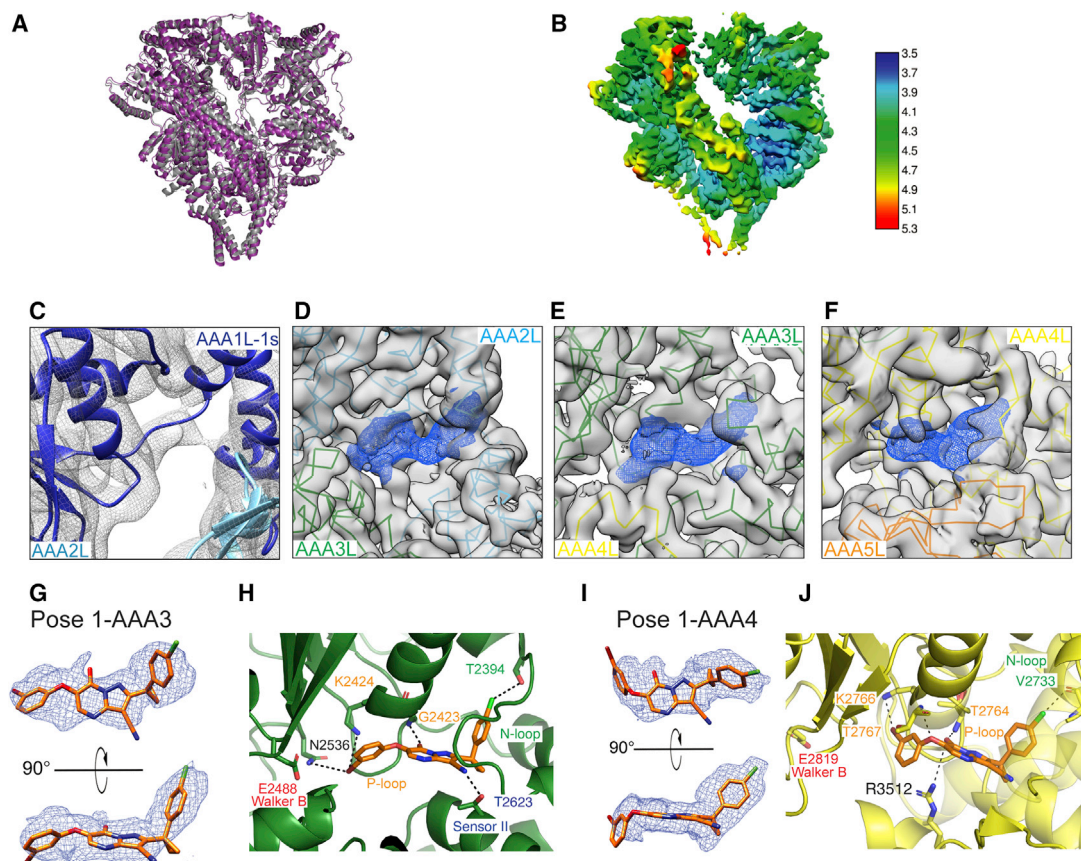 A
B
3.5
3.7
3.9
4.1
4.3
4.5
4.7
4.9
5.1
5.3
C
D
E
F
AAA1L-1s
AAA2L
AAA2L
AAA3L
AAA3L
AAA4L
AAA4L
AAA5L
G
Pose 1-AAA3
90°
H
K2424
T2394
G2423
N-loop
N2536
P-loop
E2488
Walker B
T2623
Sensor II
I
Pose 1-AAA4
90°
J
N-loop
V2733
K2766
T2764
T2767
P-loop
E2819
Walker B
R3512